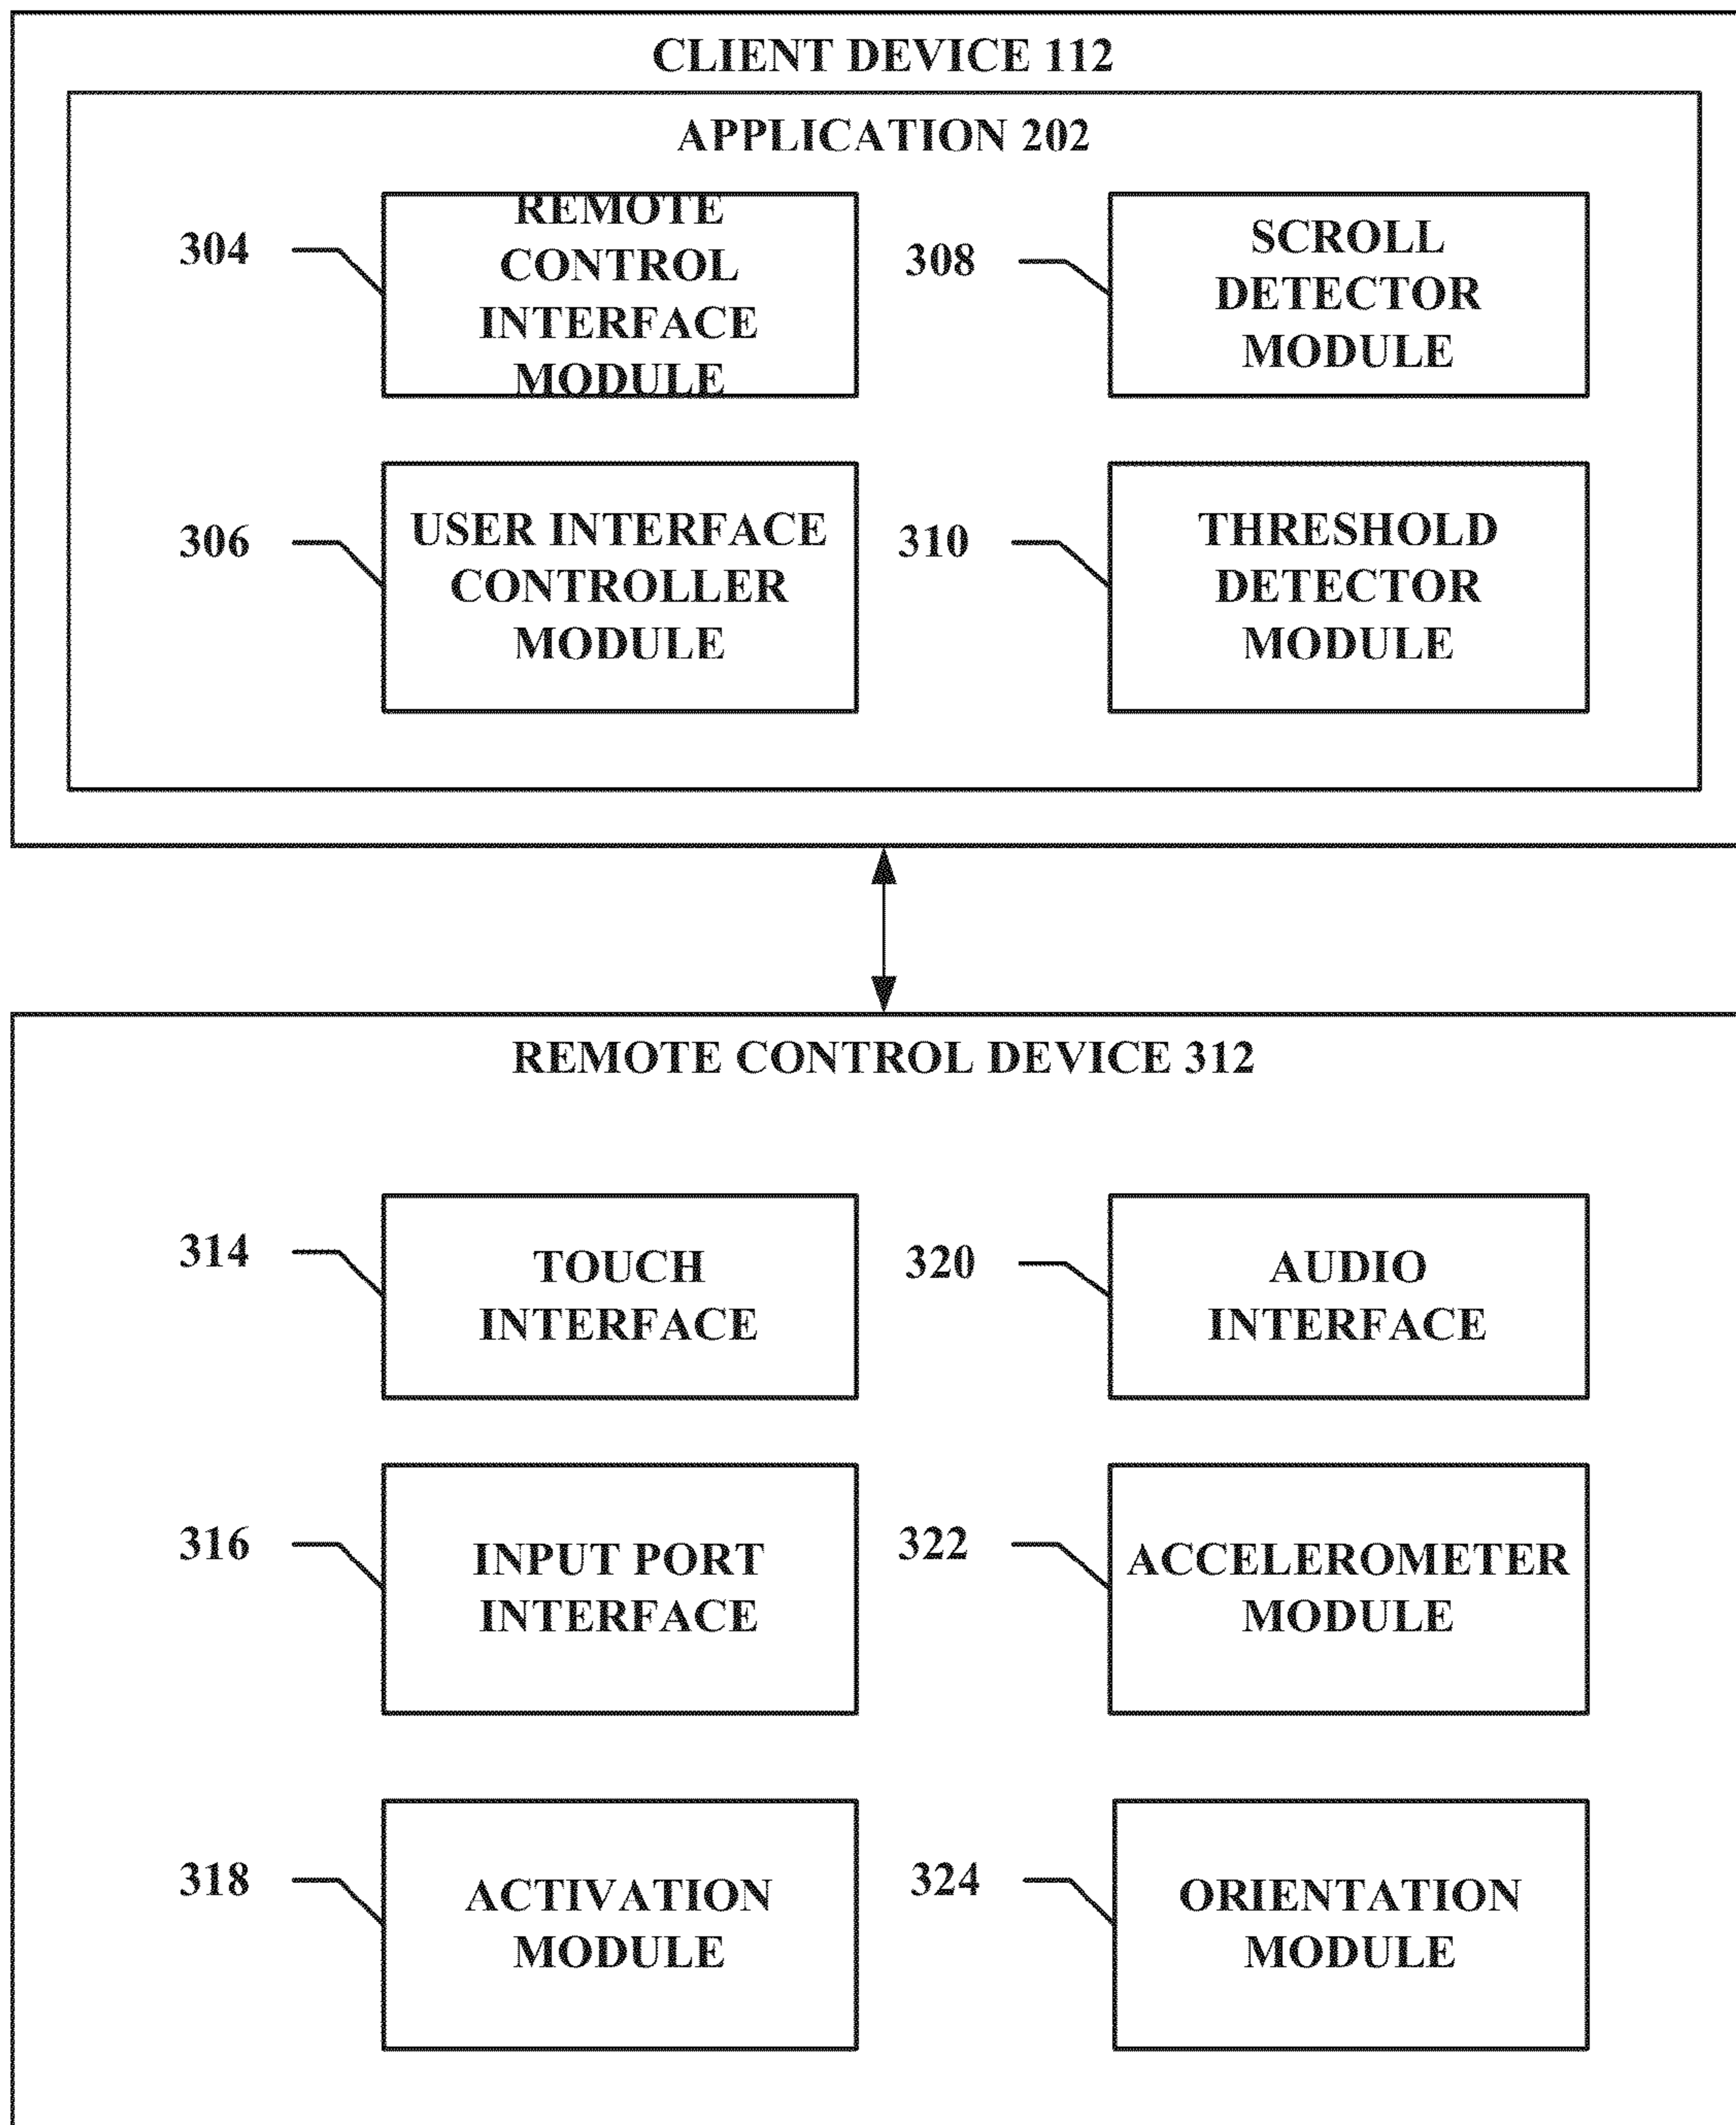 CLIENT DEVICE 112
APPLICATION 202
304
REMOTE
CONTROL
INTERFACE
MODULE
308
SCROLL
DETECTOR
MODULE
306
USER INTERFACE
CONTROLLER
MODULE
310
THRESHOLD
DETECTOR
MODULE
REMOTE CONTROL DEVICE 312
314
TOUCH
INTERFACE
320
AUDIO
INTERFACE
316
INPUT PORT
INTERFACE
322
ACCELEROMETER
MODULE
318
ACTIVATION
MODULE
324
ORIENTATION
MODULE